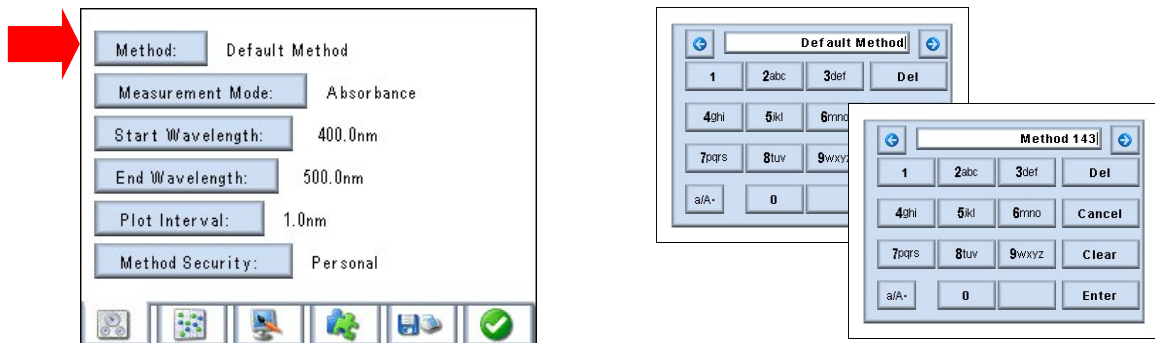 Method: Default Method
Measurement Mode: Absorbance
Start Wavelength: 400.0nm
End Wavelength: 500.0nm
Plot Interval: 1.0nm
Method Security: Personal
Default Method
1 2abc 3def Del
4ghi 5jkl 6mno
7pqrs 8tuv 9wxyz
a/A- 0
Method 143
1 2abc 3def Del
4ghi 5jkl 6mno Cancel
7pqrs 8tuv 9wxyz Clear
a/A- 0 Enter